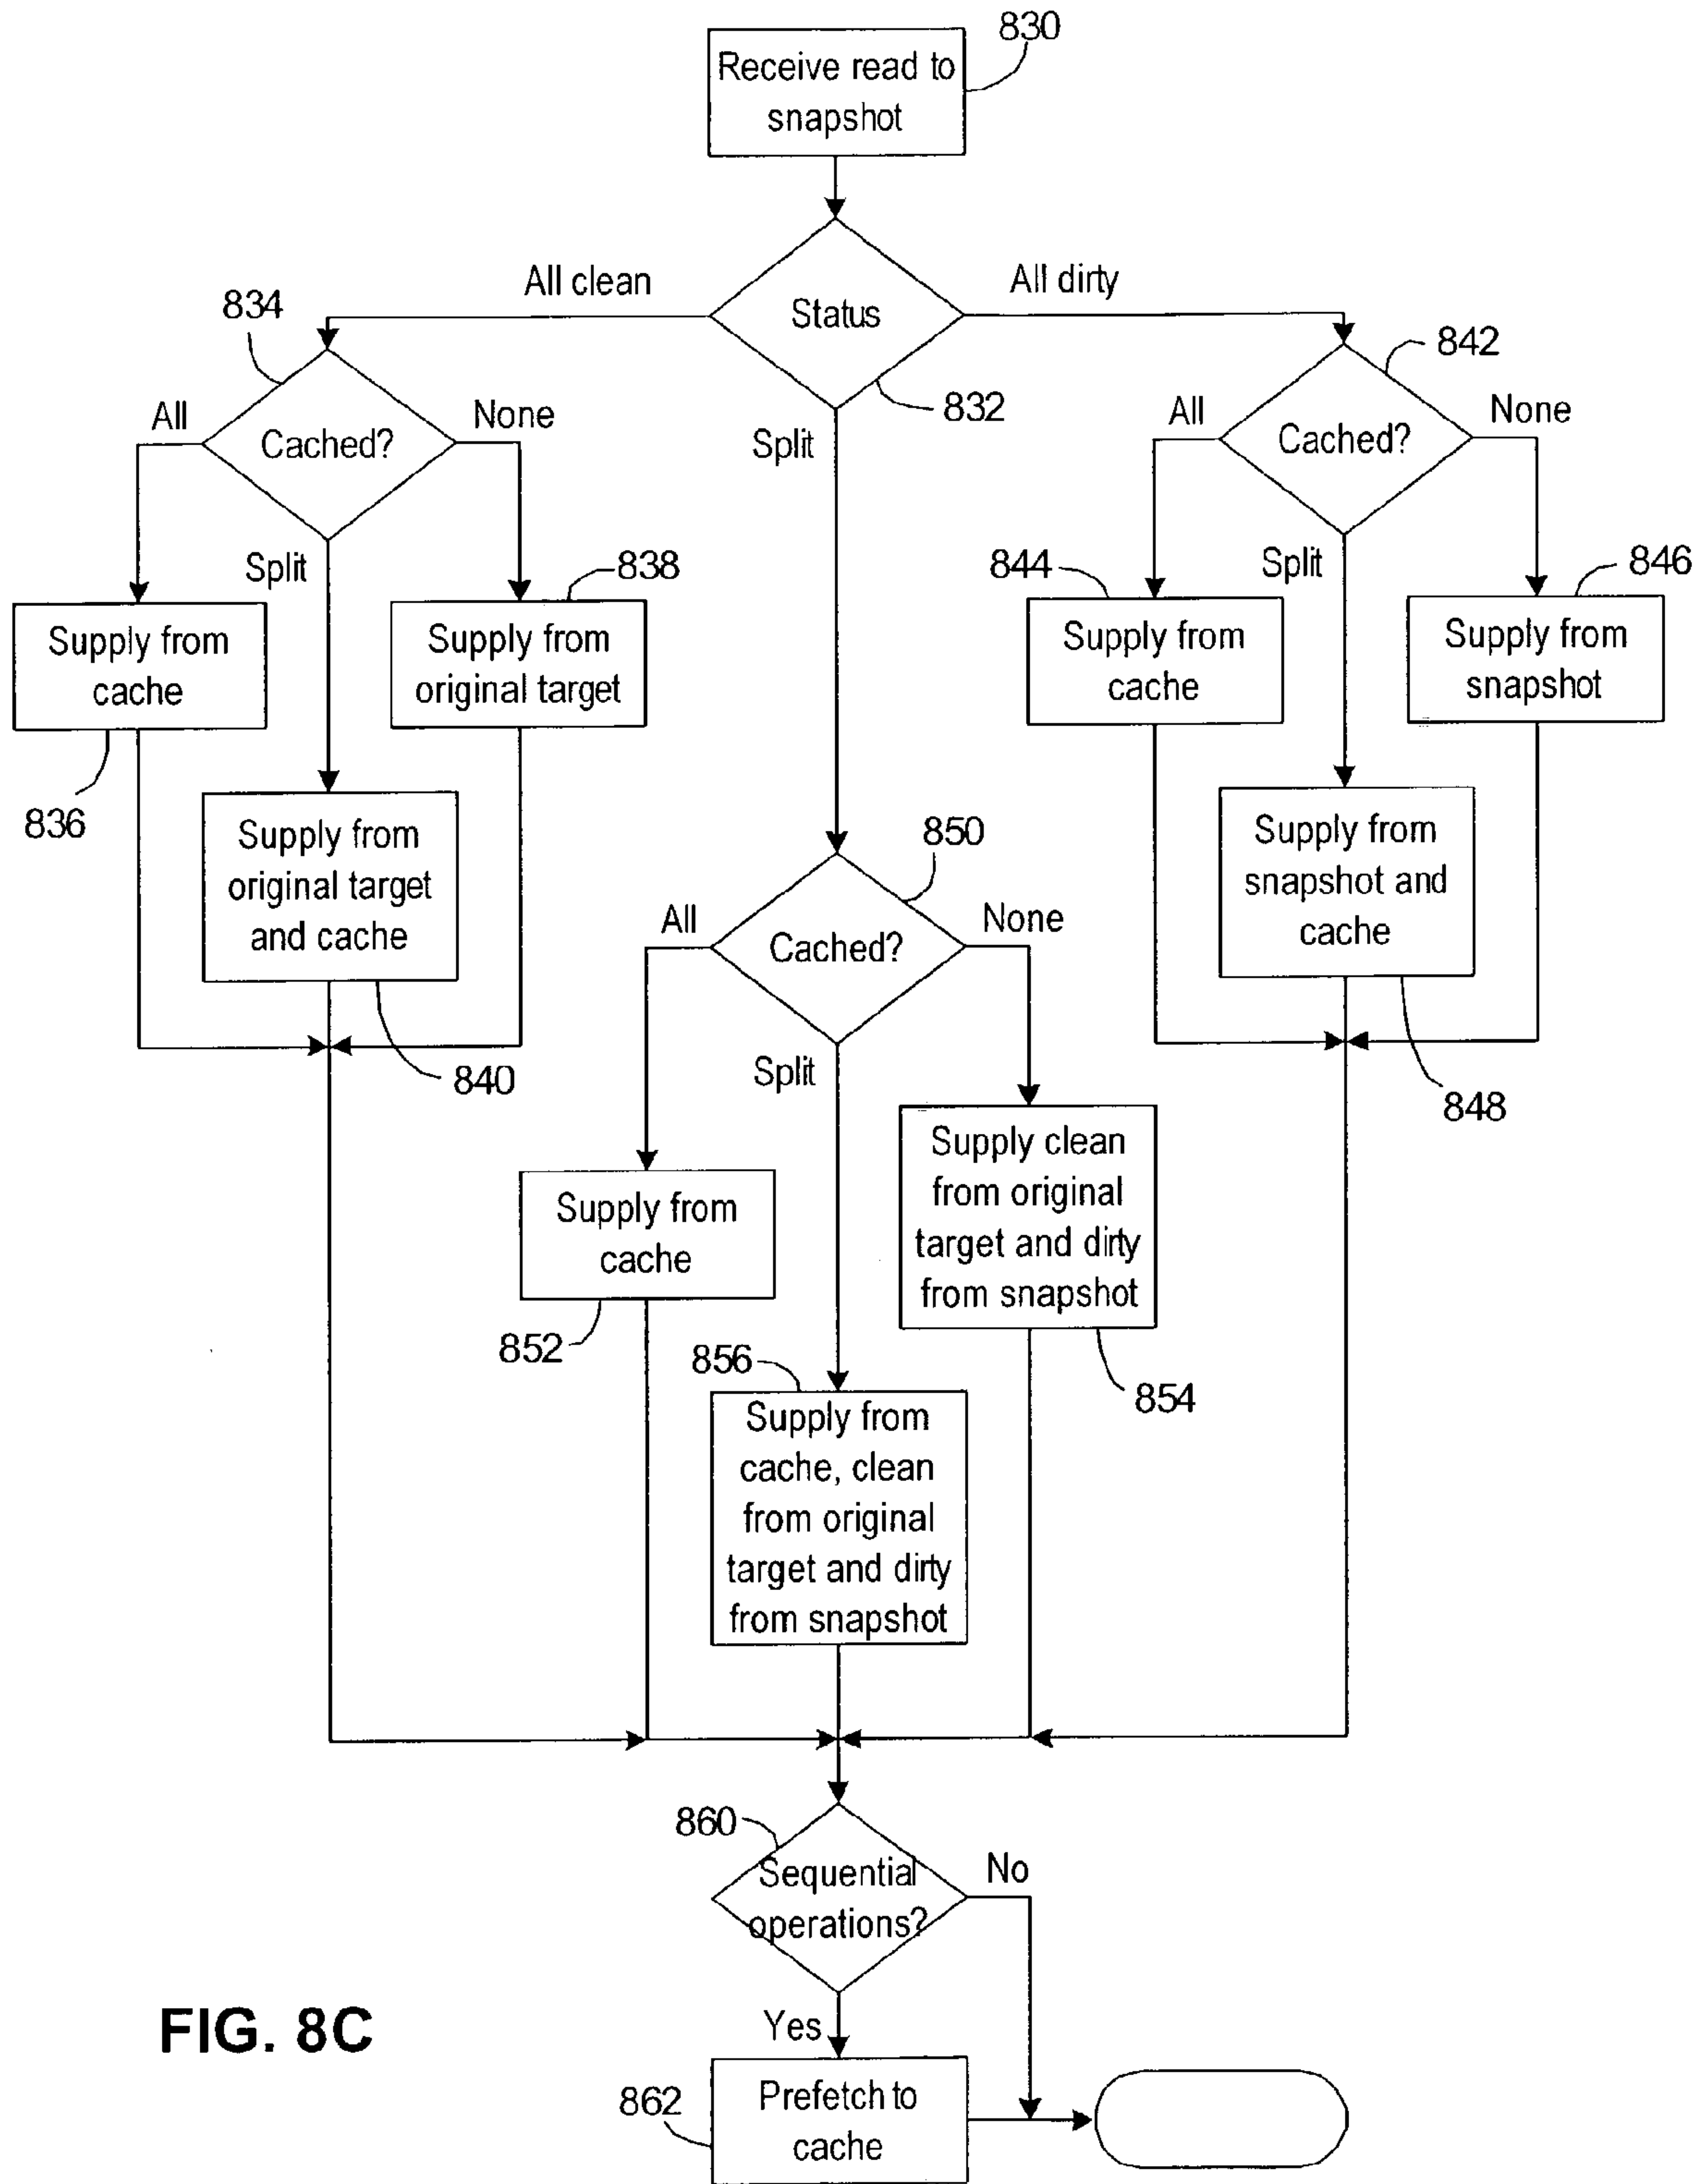 830
Receive read to
snapshot
All clean
All dirty
Status
832
834
842
All
Cached?
None
Split
All
Cached?
None
Split
838
Split
844
846
Supply from
cache
836
Supply from
original target
Supply from
cache
Supply from
snapshot
Supply from
original target
and cache
840
Supply from
snapshot and
cache
848
850
All
Cached?
None
Split
Supply from
cache
852
Supply clean
from original
target and dirty
from snapshot
854
856
Supply from
cache, clean
from original
target and dirty
from snapshot
860
Sequential
operations?
No
Yes
862
Prefetch to
cache
FIG. 8C